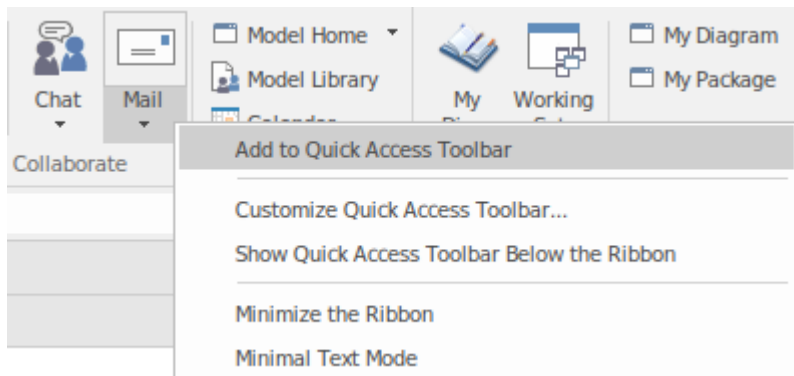 Model Home
My Diagram
Model Library
My Package
Chat
Mail
My
Working
Calendar
Collaborate
Add to Quick Access Toolbar
Customize Quick Access Toolbar...
Show Quick Access Toolbar Below the Ribbon
Minimize the Ribbon
Minimal Text Mode